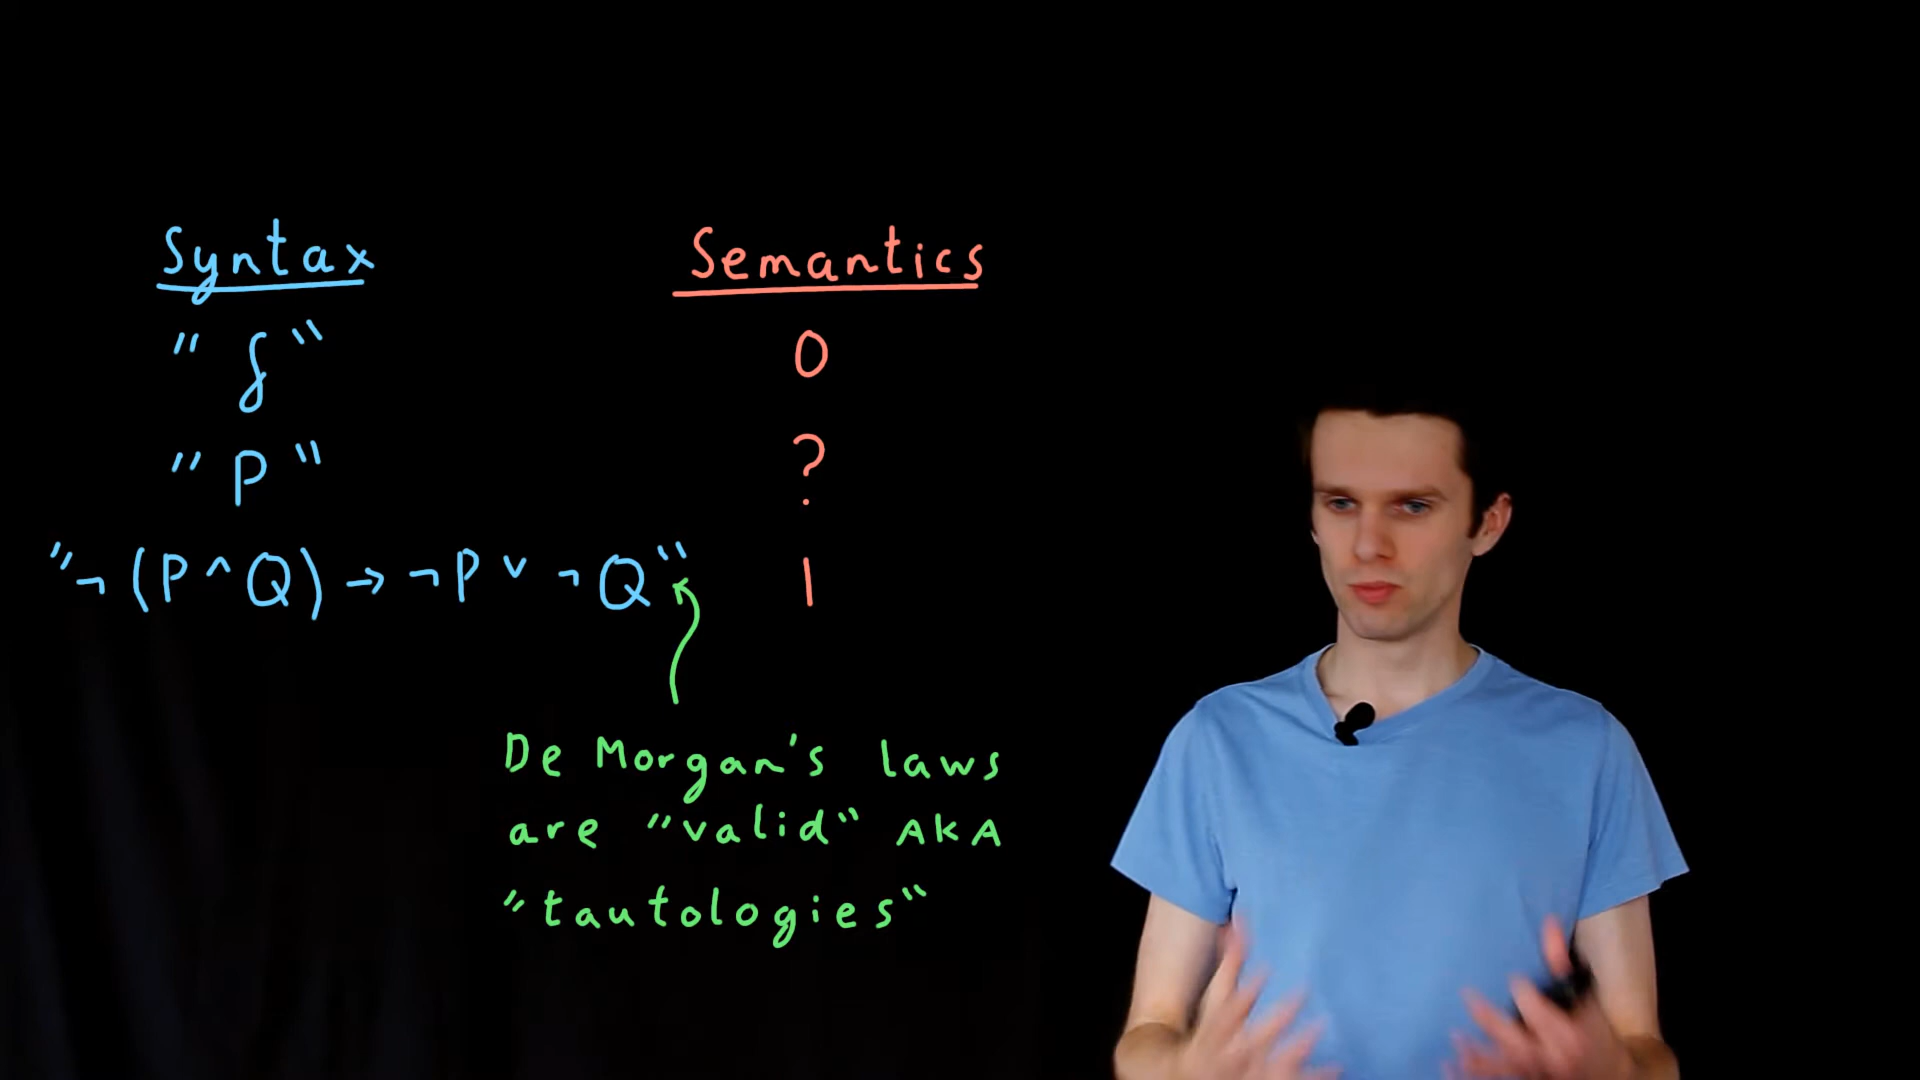 Syntax Semantics
"f" 0
"P" ?
"¬(P ^ Q) → ¬P ∨ ¬Q" 1
De Morgan's laws
are "valid" AKA
"tautologies"